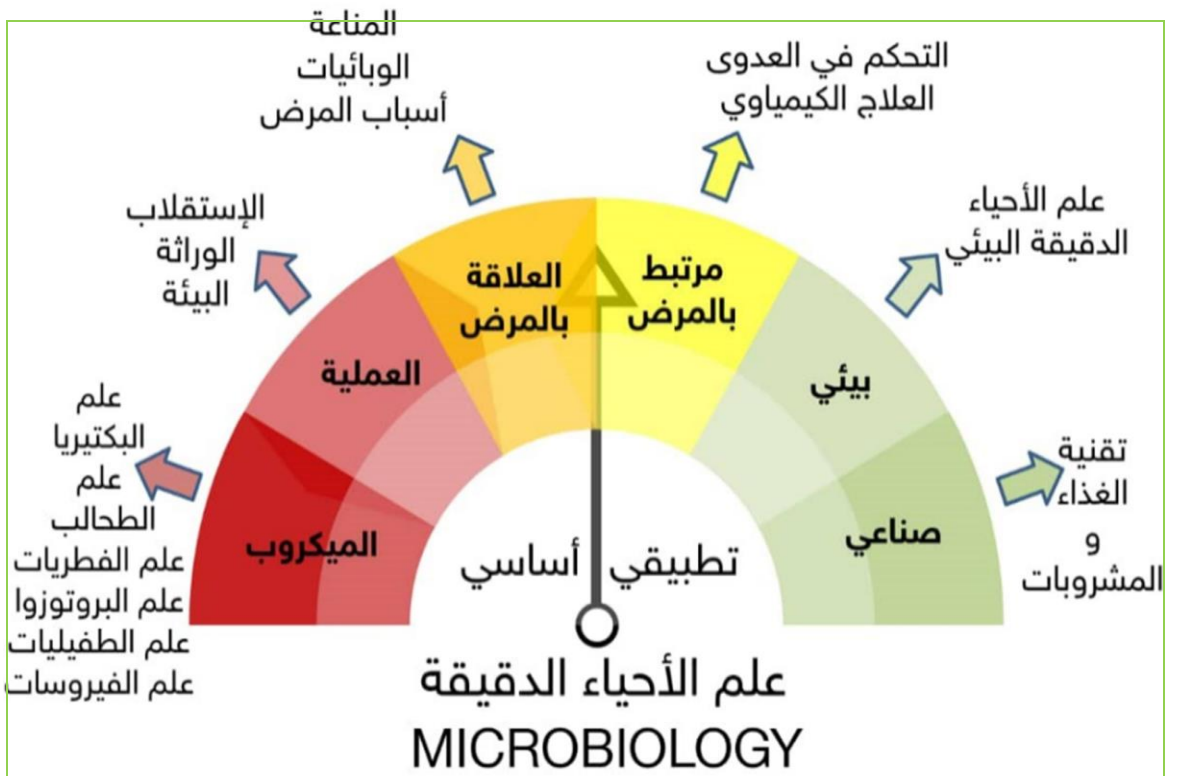 المناعة
الوبائيات
أسباب المرض
التحكم في العدوى
العلاج الكيمياوي
الإستقلاب
الوراثة
البيئة
علم الأحياء
الدقيقة البيئي
العلاقة
بالمرض
مرتبط
بالمرض
العملية
بيئي
علم
البكتيريا
علم
الطحالب
علم الفطريات
علم البروتوزوا
علم الطفيليات
علم الفيروسات
تقنية
الغذاء
و
المشروبات
الميكروب
صناعي
أساسي
تطبيقي
علم الأحياء الدقيقة
MICROBIOLOGY